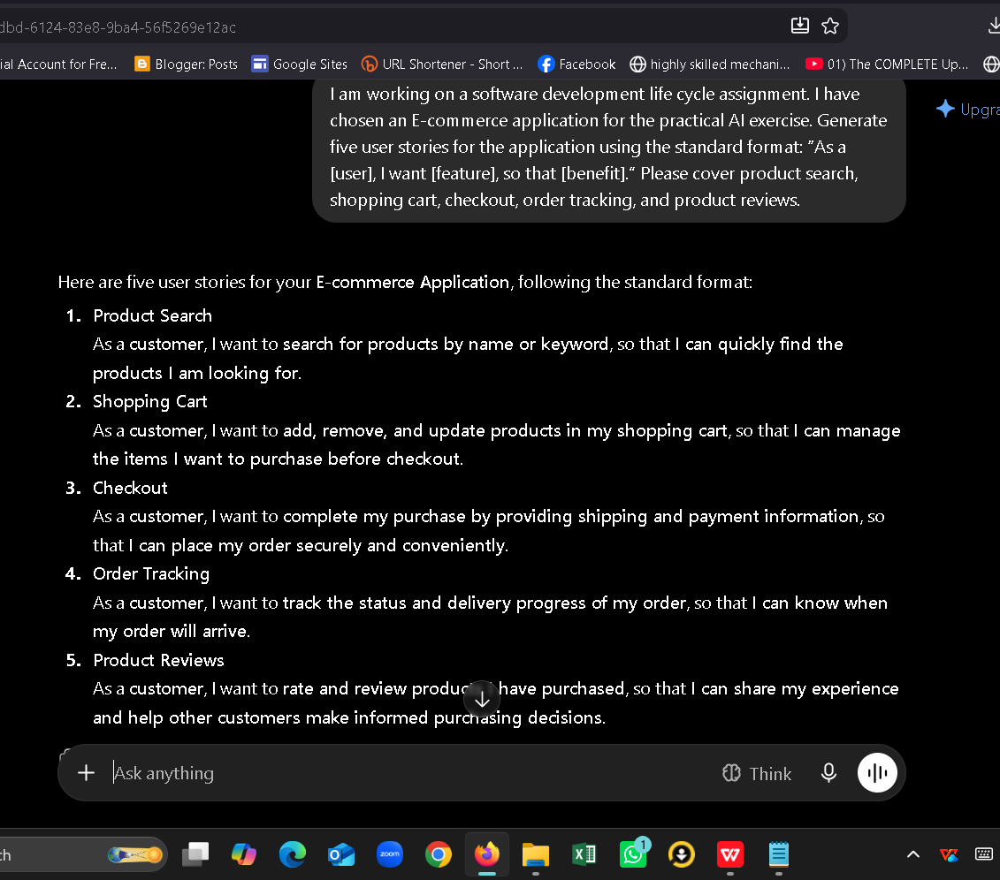 dbd-6124-83e8-9ba4-56f5269e12ac
ial Account for Fre... Blogger: Posts Google Sites URL Shortener - Short ... Facebook highly skilled mechani... 01) The COMPLETE Up...
I am working on a software development life cycle assignment. I have
chosen an E-commerce application for the practical AI exercise. Generate
five user stories for the application using the standard format: "As a
[user], I want [feature], so that [benefit]." Please cover product search,
shopping cart, checkout, order tracking, and product reviews.
Upgra
Here are five user stories for your E-commerce Application, following the standard format:
1. Product Search
As a customer, I want to search for products by name or keyword, so that I can quickly find the
products I am looking for.
2. Shopping Cart
As a customer, I want to add, remove, and update products in my shopping cart, so that I can manage
the items I want to purchase before checkout.
3. Checkout
As a customer, I want to complete my purchase by providing shipping and payment information, so
that I can place my order securely and conveniently.
4. Order Tracking
As a customer, I want to track the status and delivery progress of my order, so that I can know when
my order will arrive.
5. Product Reviews
As a customer, I want to rate and review produc have purchased, so that I can share my experience
and help other customers make informed purchasing decisions.
Ask anything Think
ch zoom 1